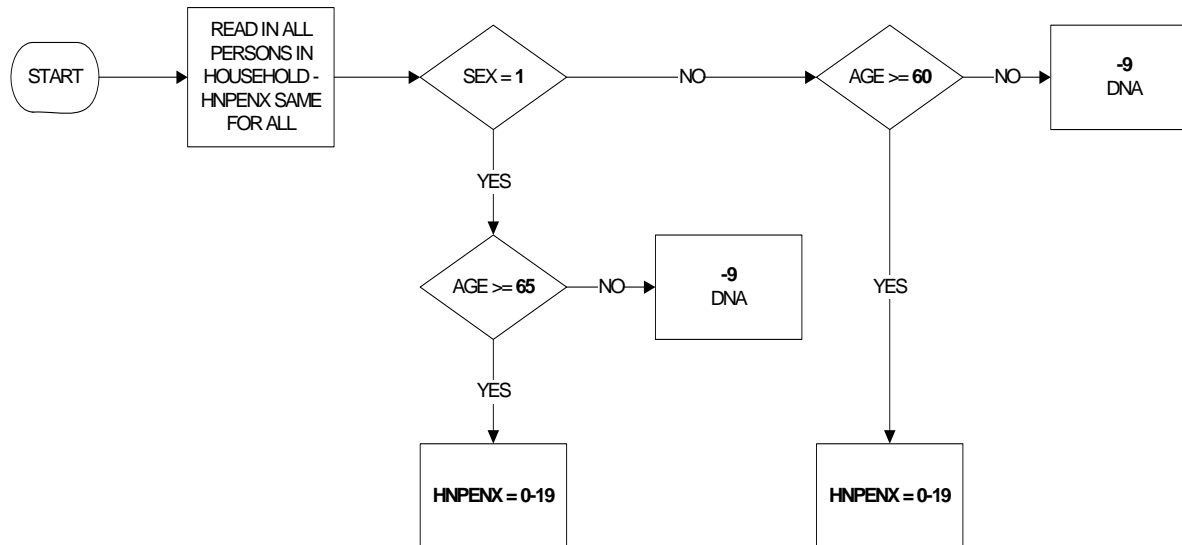 START
READ IN ALL
PERSONS IN
HOUSEHOLD -
HNPENX SAME
FOR ALL
SEX = 1
NO
AGE >= 60
NO
-9
DNA
YES
AGE >= 65
NO
-9
DNA
YES
YES
HNPENX = 0-19
HNPENX = 0-19